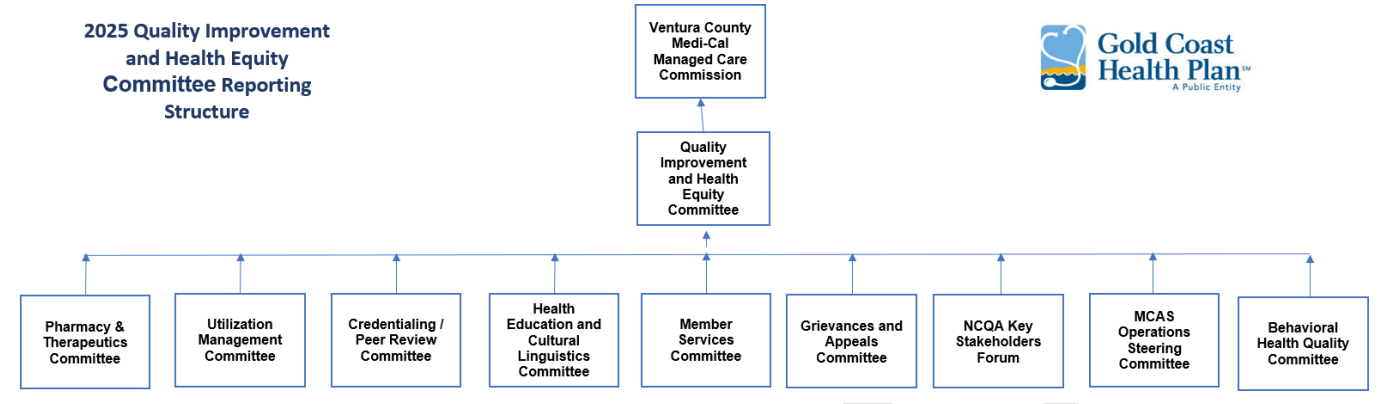 2025 Quality Improvement
and Health Equity
Committee Reporting
Structure
Ventura County
Medi-Cal
Managed Care
Commission
Gold Coast
Health Plan SM
A Public Entity
Quality
Improvement
and Health
Equity
Committee
Pharmacy &
Therapeutics
Committee
Utilization
Management
Committee
Credentialing /
Peer Review
Committee
Health
Education and
Cultural
Linguistics
Committee
Member
Services
Committee
Grievances and
Appeals
Committee
NCQA Key
Stakeholders
Forum
MCAS
Operations
Steering
Committee
Behavioral
Health Quality
Committee